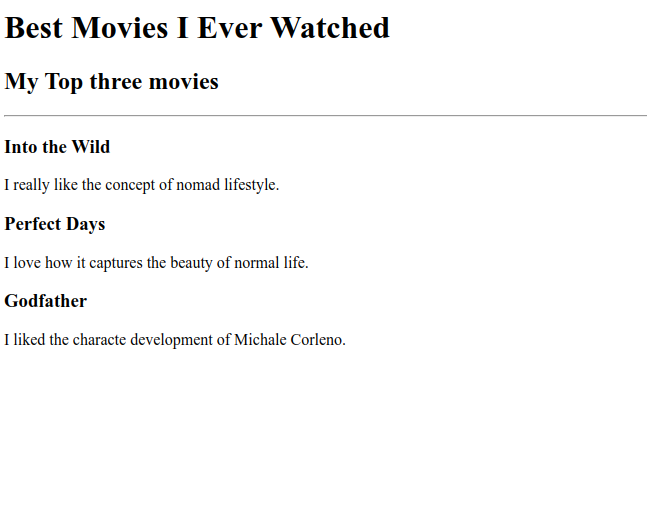 Best Movies I Ever Watched
My Top three movies
Into the Wild
I really like the concept of nomad lifestyle.
Perfect Days
I love how it captures the beauty of normal life.
Godfather
I liked the characte development of Michale Corleno.